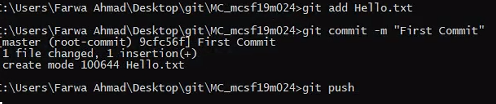 C:\Users\Farwa Ahmad\Desktop\git\MC_mcsf19m024>git add Hello.txt
C:\Users\Farwa Ahmad\Desktop\git\MC_mcsf19m024>git commit -m "First Commit"
[master (root-commit) 9cfc56f] First Commit
1 file changed, 1 insertion(+)
create mode 100644 Hello.txt
C:\Users\Farwa Ahmad\Desktop\git\MC_mcsf19m024>git push